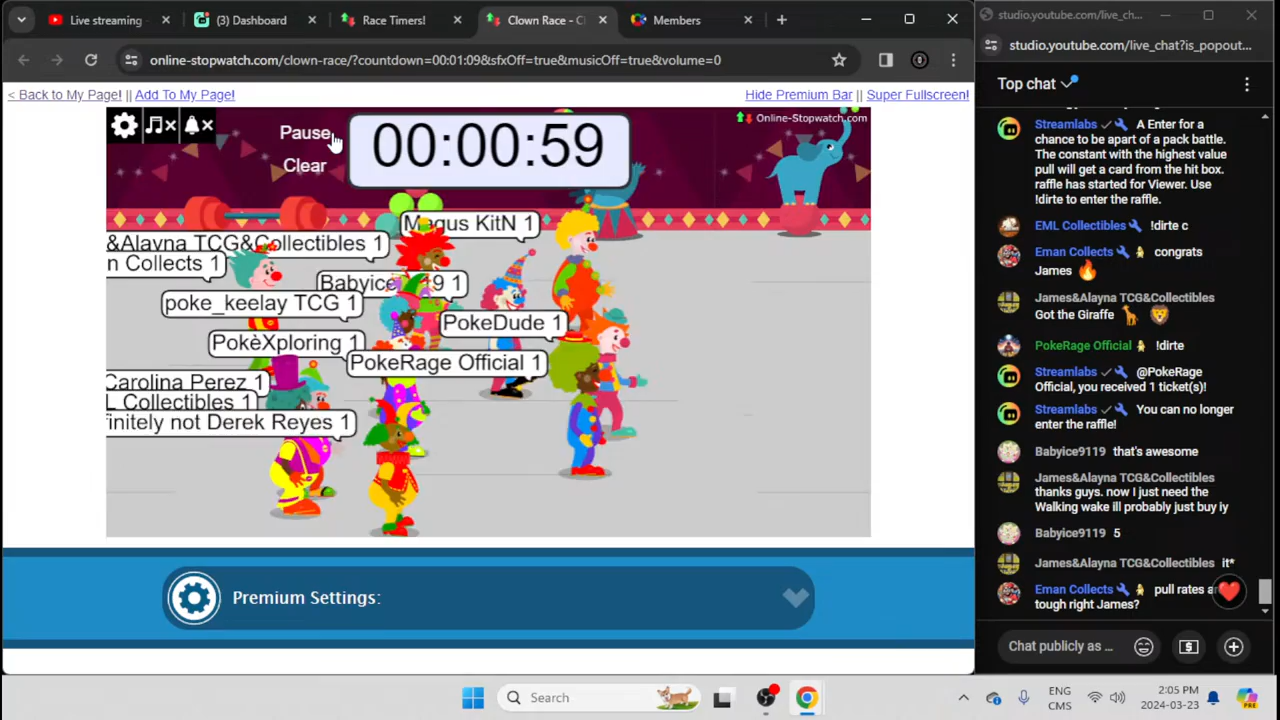 Live streaming
(3) Dashboard
Race Timers!
Clown Race - C
Members
online-stopwatch.com/clown-race/?countdown=00:01:09&sfxOff=true&musicOff=true&volume=0
< Back to My Page! || Add To My Page!
Hide Premium Bar || Super Fullscreen!
Pause
Clear
00:00:59
Online-Stopwatch.com
Magus KitN 1
&Alayna TCG&Collectibles 1
n Collects 1
19 1
poke_keelay TCG 1
PokeDude 1
PokèXploring 1
PokeRage Official 1
Carolina Perez 1
L Collectibles 1
finitely not Derek Reyes 1
Premium Settings:
studio.youtube.com/live_ch...
studio.youtube.com/live_chat?is_popout...
Top chat
Streamlabs A Enter for a
chance to be apart of a pack battle.
The constant with the highest value
pull will get a card from the hit box.
raffle has started for Viewer. Use
!dirte to enter the raffle.
EML Collectibles !dirte c
Eman Collects congrats
James
James&Alayna TCG&Collectibles
Got the Giraffe
PokeRage Official !dirte
Streamlabs @PokeRage
Official, you received 1 ticket(s)!
Streamlabs You can no longer
enter the raffle!
Babyice9119 that's awesome
James&Alayna TCG&Collectibles
thanks guys. now I just need the
Walking wake ill probably just buy iy
Babyice9119 5
James&Alayna TCG&Collectibles it*
Eman Collects pull rates
tough right James?
Chat publicly as ...
Search
ENG
CMS
2:05 PM
2024-03-23
PRE